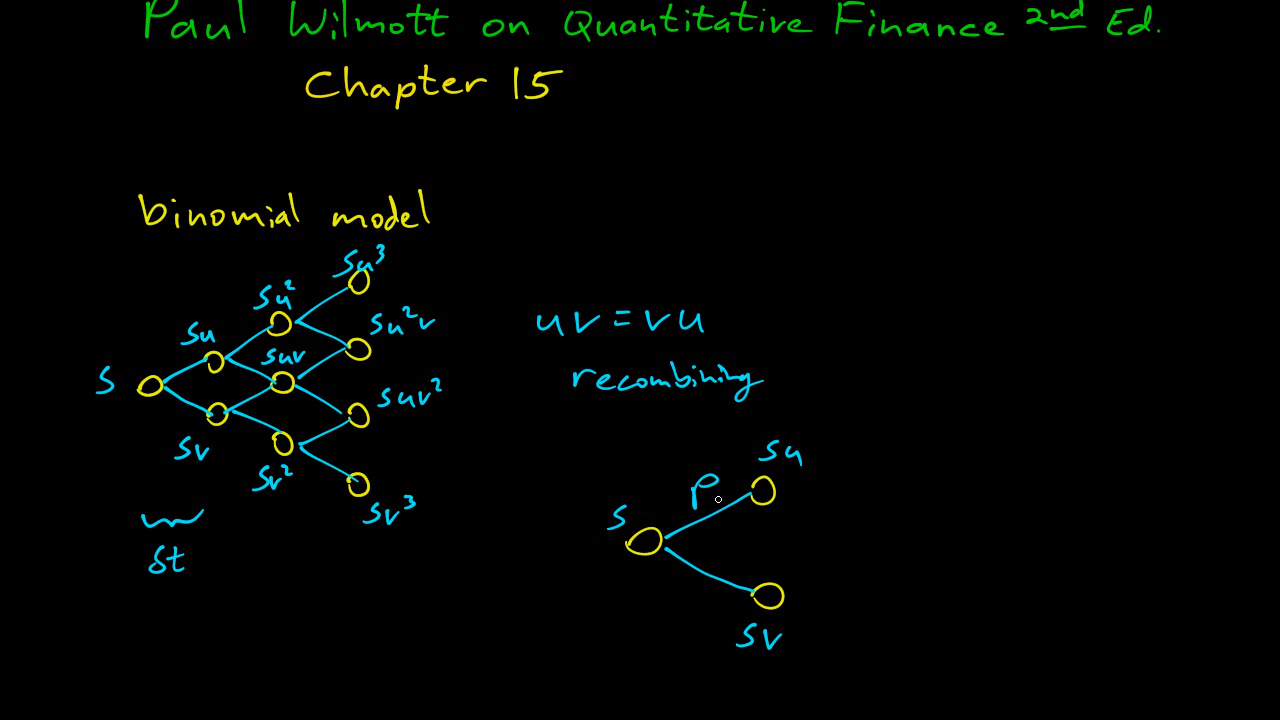 Paul Wilmott on Quantitative Finance 2nd Ed.
Chapter 15
binomial model
Su³
Su²
Su²v
Su
Suv
S
Suv²
Sv
Sv²
Sv³
δt
uv = vu
recombining
Su
p
S
Sv